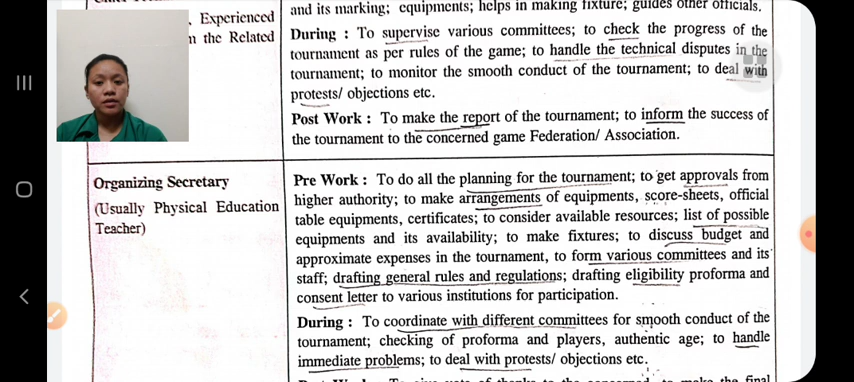 and its marking; equipments; helps in making fixture; guides other officials.
, Experienced
n the Related
During : To supervise various committees; to check the progress of
tournament as per rules of the game; to handle the technical disputes in the
tournament; to monitor the smooth conduct of the tournament; to deal with
protests/ objections etc.
Post Work : To make the report of the tournament; to inform the success of
the tournament to the concerned game Federation/ Association.
Organizing Secretary
(Usually Physical Education
Teacher)
Pre Work : To do all the planning for the tournament; to get approvals from
higher authority; to make arrangements of equipments, score-sheets, official
table equipments, certificates; to consider available resources; list of possible
equipments and its availability; to make fixtures; to discuss budget and
approximate expenses in the tournament, to form various committees and its
staff; drafting general rules and regulations; drafting eligibility proforma and
consent letter to various institutions for participation.
During : To coordinate with different committees for smooth conduct of the
tournament; checking of proforma and players, authentic age; to handle
immediate problems; to deal with protests/ objections etc.